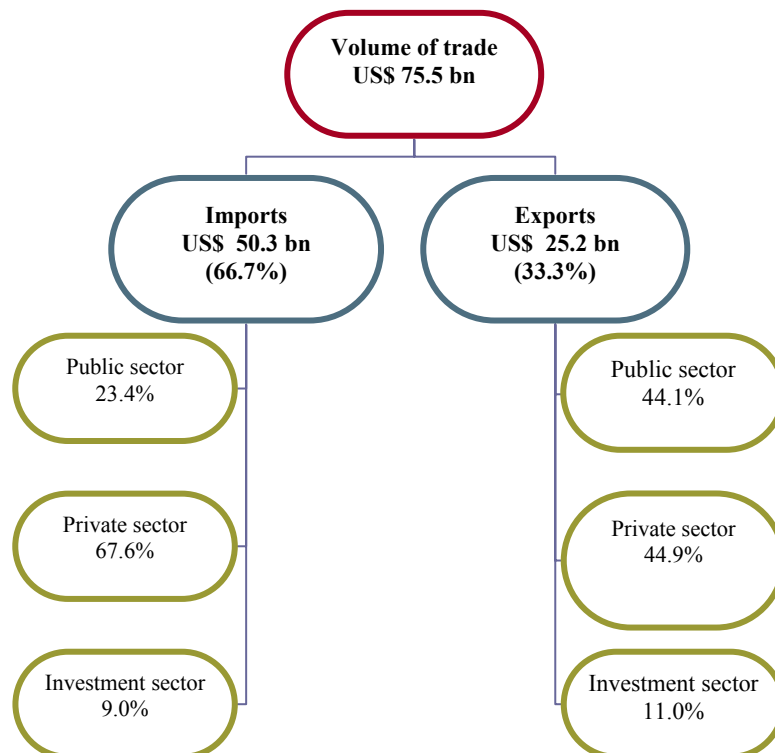 Volume of trade
US$ 75.5 bn
Imports
US$ 50.3 bn
(66.7%)
Exports
US$ 25.2 bn
(33.3%)
Public sector
23.4%
Public sector
44.1%
Private sector
67.6%
Private sector
44.9%
Investment sector
9.0%
Investment sector
11.0%